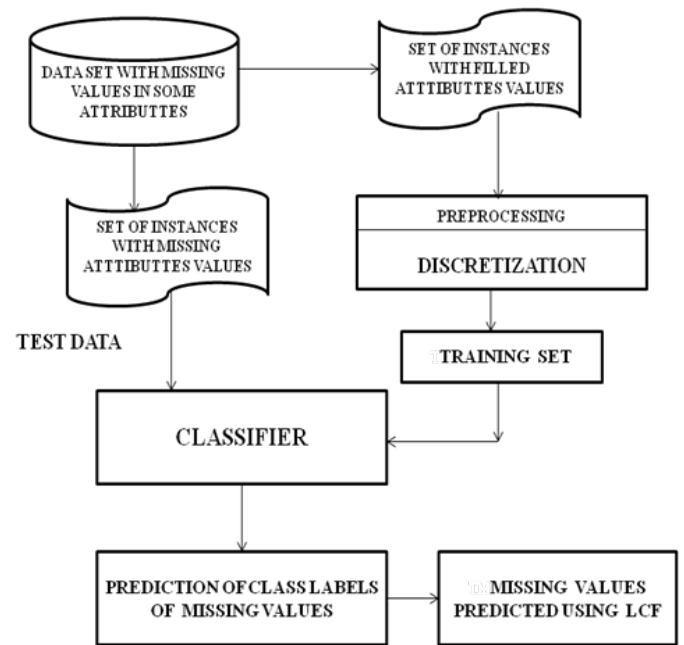 DATA SET WITH MISSING
VALUES IN SOME
ATTRIBUTTES
SET OF INSTANCES
WITH FILLED
ATTTIBUTTES VALUES
SET OF INSTANCES
WITH MISSING
ATTTIBUTTES VALUES
PREPROCESSING
DISCRETIZATION
TEST DATA
TRAINING SET
CLASSIFIER
PREDICTION OF CLASS LABELS
OF MISSING VALUES
MISSING VALUES
PREDICTED USING LCF